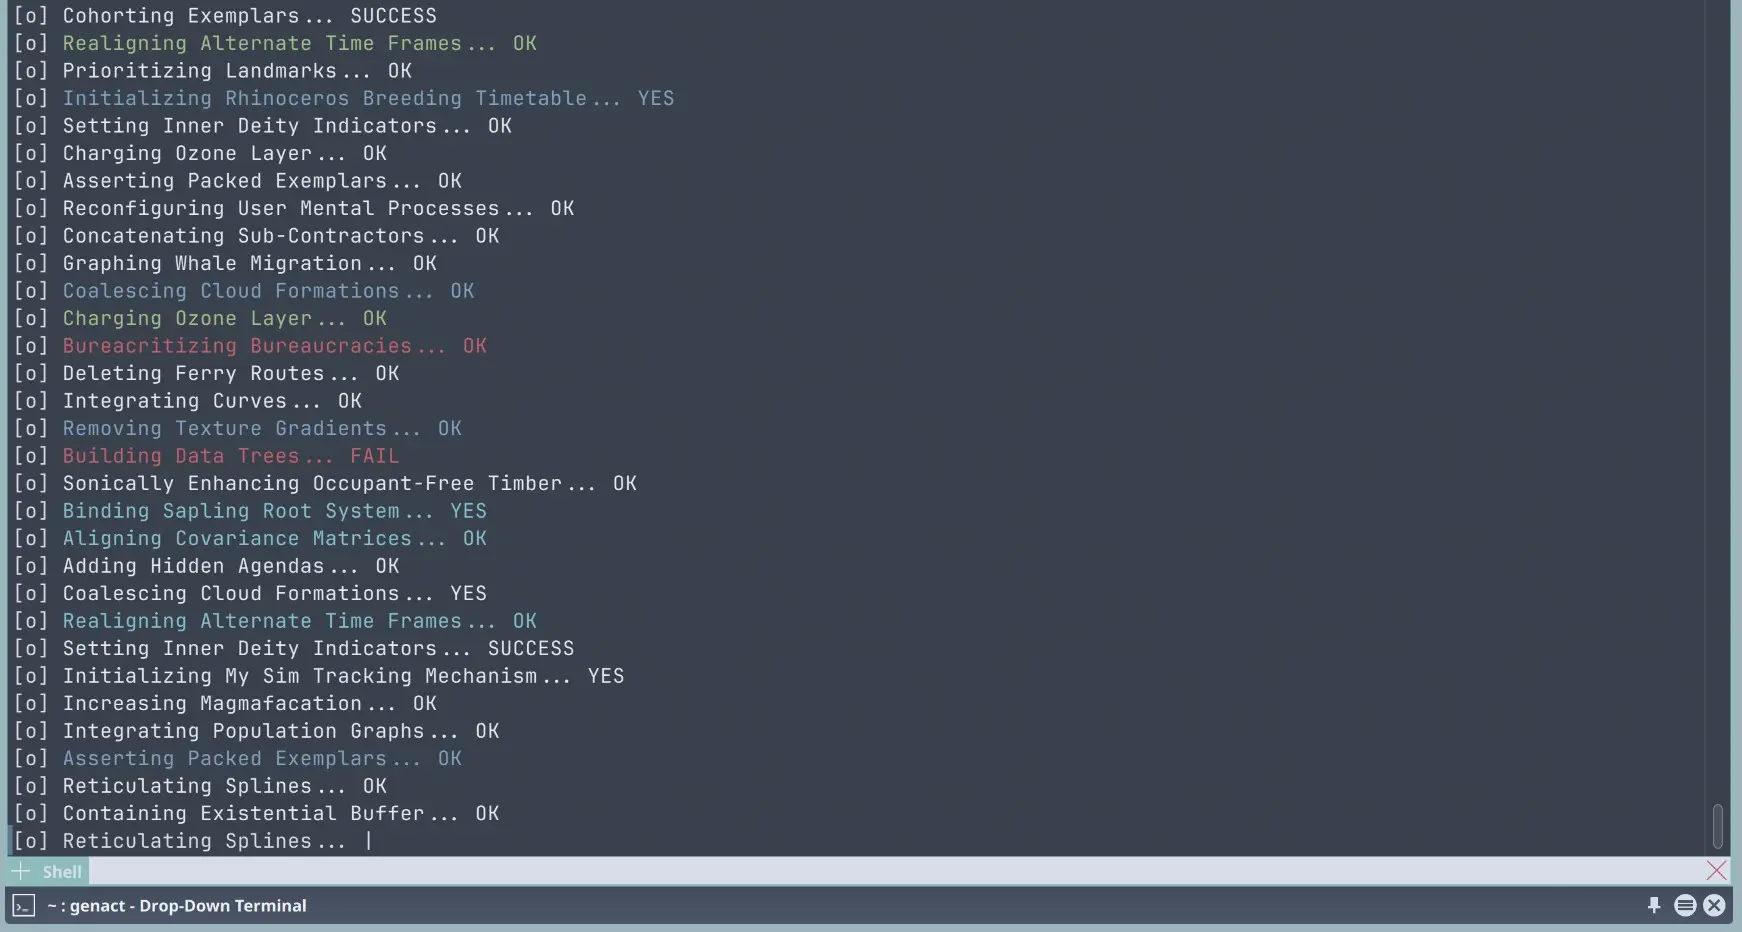 [o] Cohorting Exemplars... SUCCESS
[o] Realigning Alternate Time Frames... OK
[o] Prioritizing Landmarks... OK
[o] Initializing Rhinoceros Breeding Timetable... YES
[o] Setting Inner Deity Indicators... OK
[o] Charging Ozone Layer... OK
[o] Asserting Packed Exemplars... OK
[o] Reconfiguring User Mental Processes... OK
[o] Concatenating Sub-Contractors... OK
[o] Graphing Whale Migration... OK
[o] Coalescing Cloud Formations... OK
[o] Charging Ozone Layer... OK
[o] Bureacritizing Bureaucracies... OK
[o] Deleting Ferry Routes... OK
[o] Integrating Curves... OK
[o] Removing Texture Gradients... OK
[o] Building Data Trees... FAIL
[o] Sonically Enhancing Occupant-Free Timber... OK
[o] Binding Sapling Root System... YES
[o] Aligning Covariance Matrices... OK
[o] Adding Hidden Agendas... OK
[o] Coalescing Cloud Formations... YES
[o] Realigning Alternate Time Frames... OK
[o] Setting Inner Deity Indicators... SUCCESS
[o] Initializing My Sim Tracking Mechanism... YES
[o] Increasing Magmafacation... OK
[o] Integrating Population Graphs... OK
[o] Asserting Packed Exemplars... OK
[o] Reticulating Splines... OK
[o] Containing Existential Buffer... OK
[o] Reticulating Splines... |
Shell
~ : genact - Drop-Down Terminal